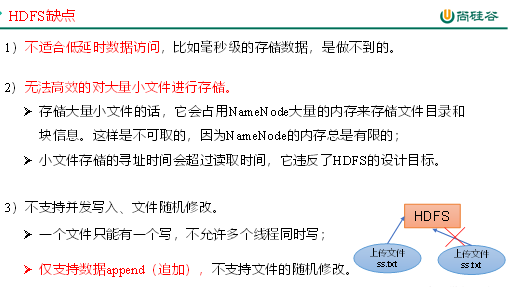 HDFS缺点
尚硅谷
1）不适合低延时数据访问，比如毫秒级的存储数据，是做不到的。
2）无法高效的对大量小文件进行存储。
➢ 存储大量小文件的话，它会占用NameNode大量的内存来存储文件目录和
块信息。这样是不可取的，因为NameNode的内存总是有限的；
➢ 小文件存储的寻址时间会超过读取时间，它违反了HDFS的设计目标。
3）不支持并发写入、文件随机修改。
➢ 一个文件只能有一个写，不允许多个线程同时写；
➢ 仅支持数据append（追加），不支持文件的随机修改。
HDFS
上传文件
ss.txt
上传文件
ss.txt